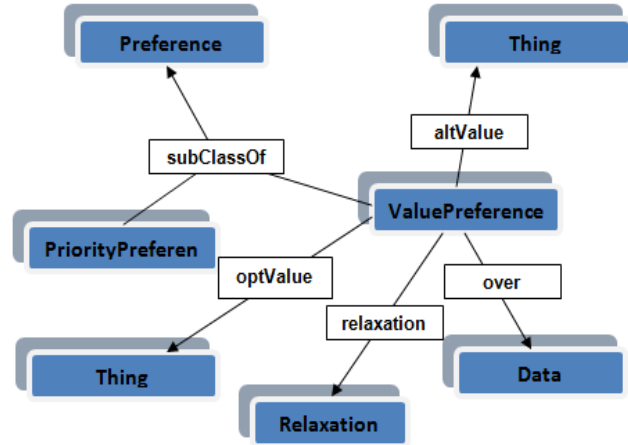 Preference
Thing
altValue
subClassOf
ValuePreference
PriorityPreferen
optValue
over
relaxation
Thing
Data
Relaxation